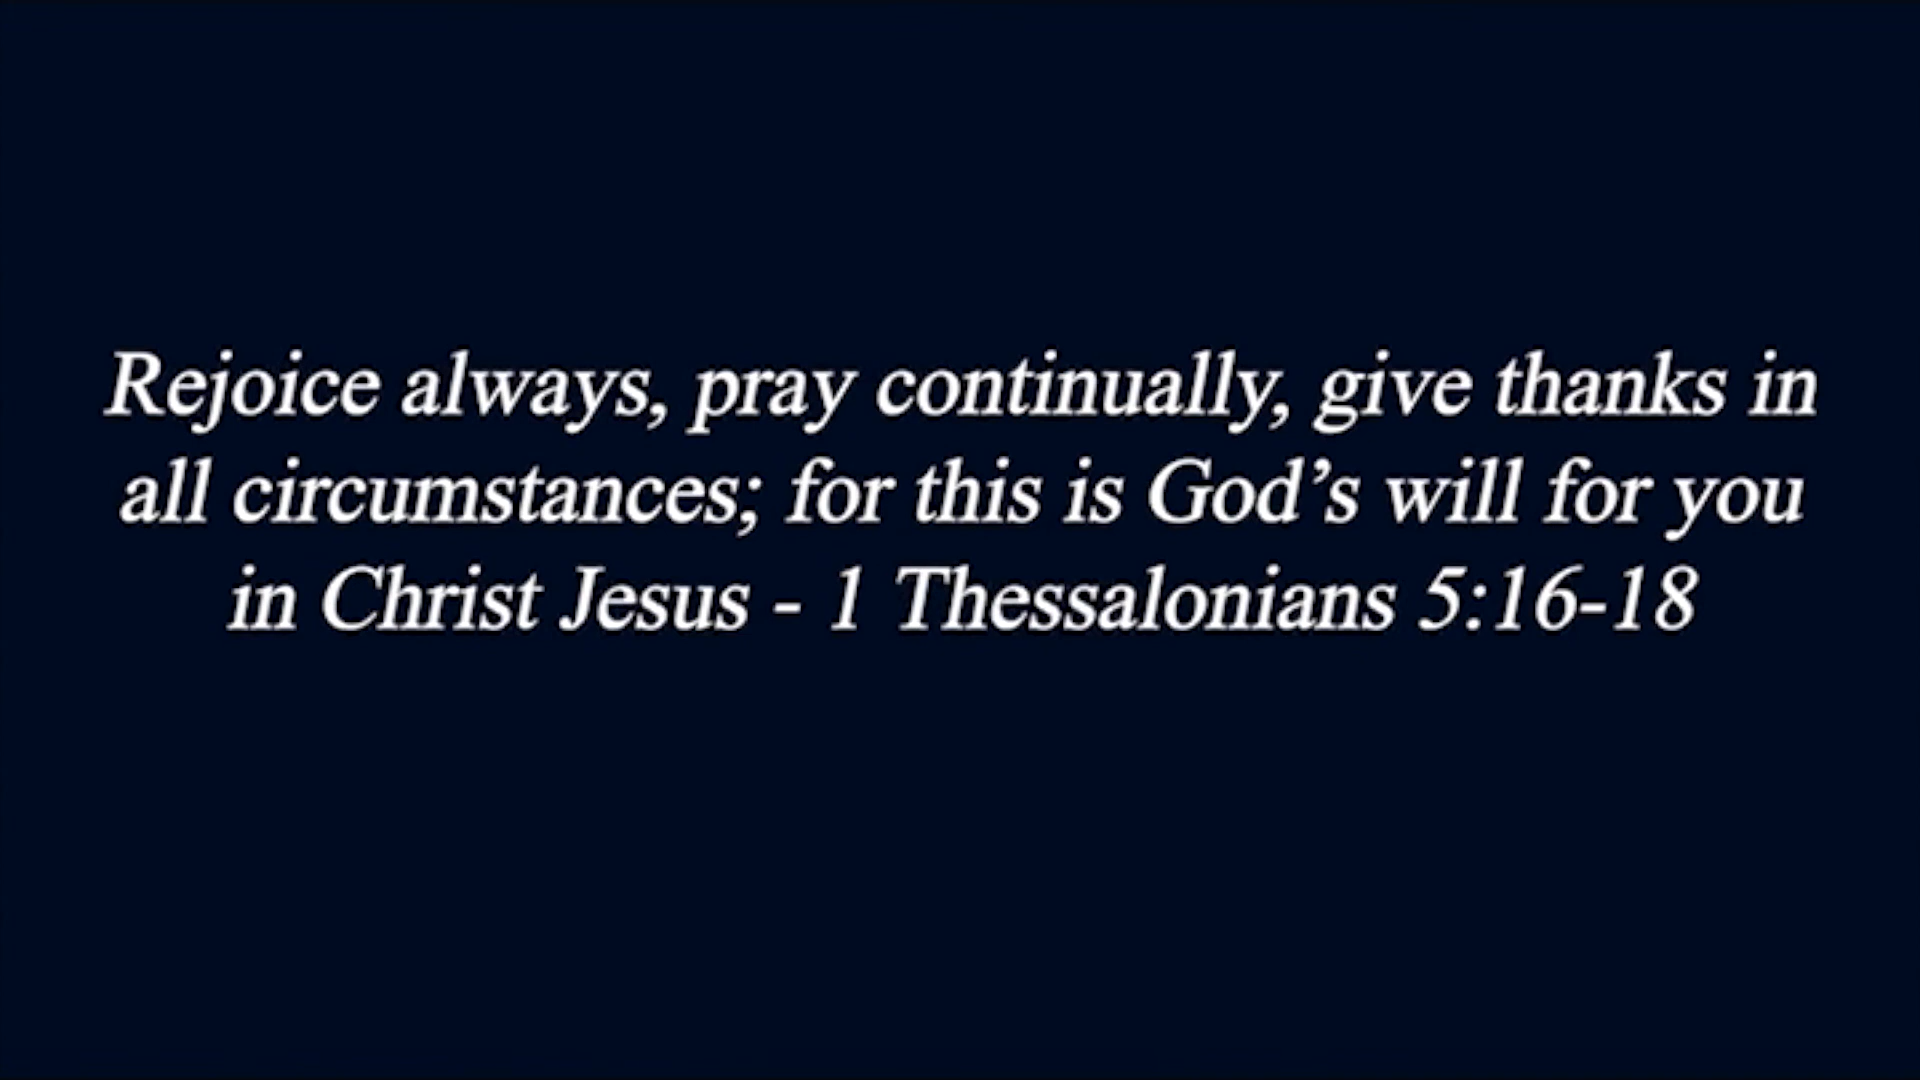 Rejoice always, pray continually, give thanks in
all circumstances; for this is God’s will for you
in Christ Jesus - 1 Thessalonians 5:16-18